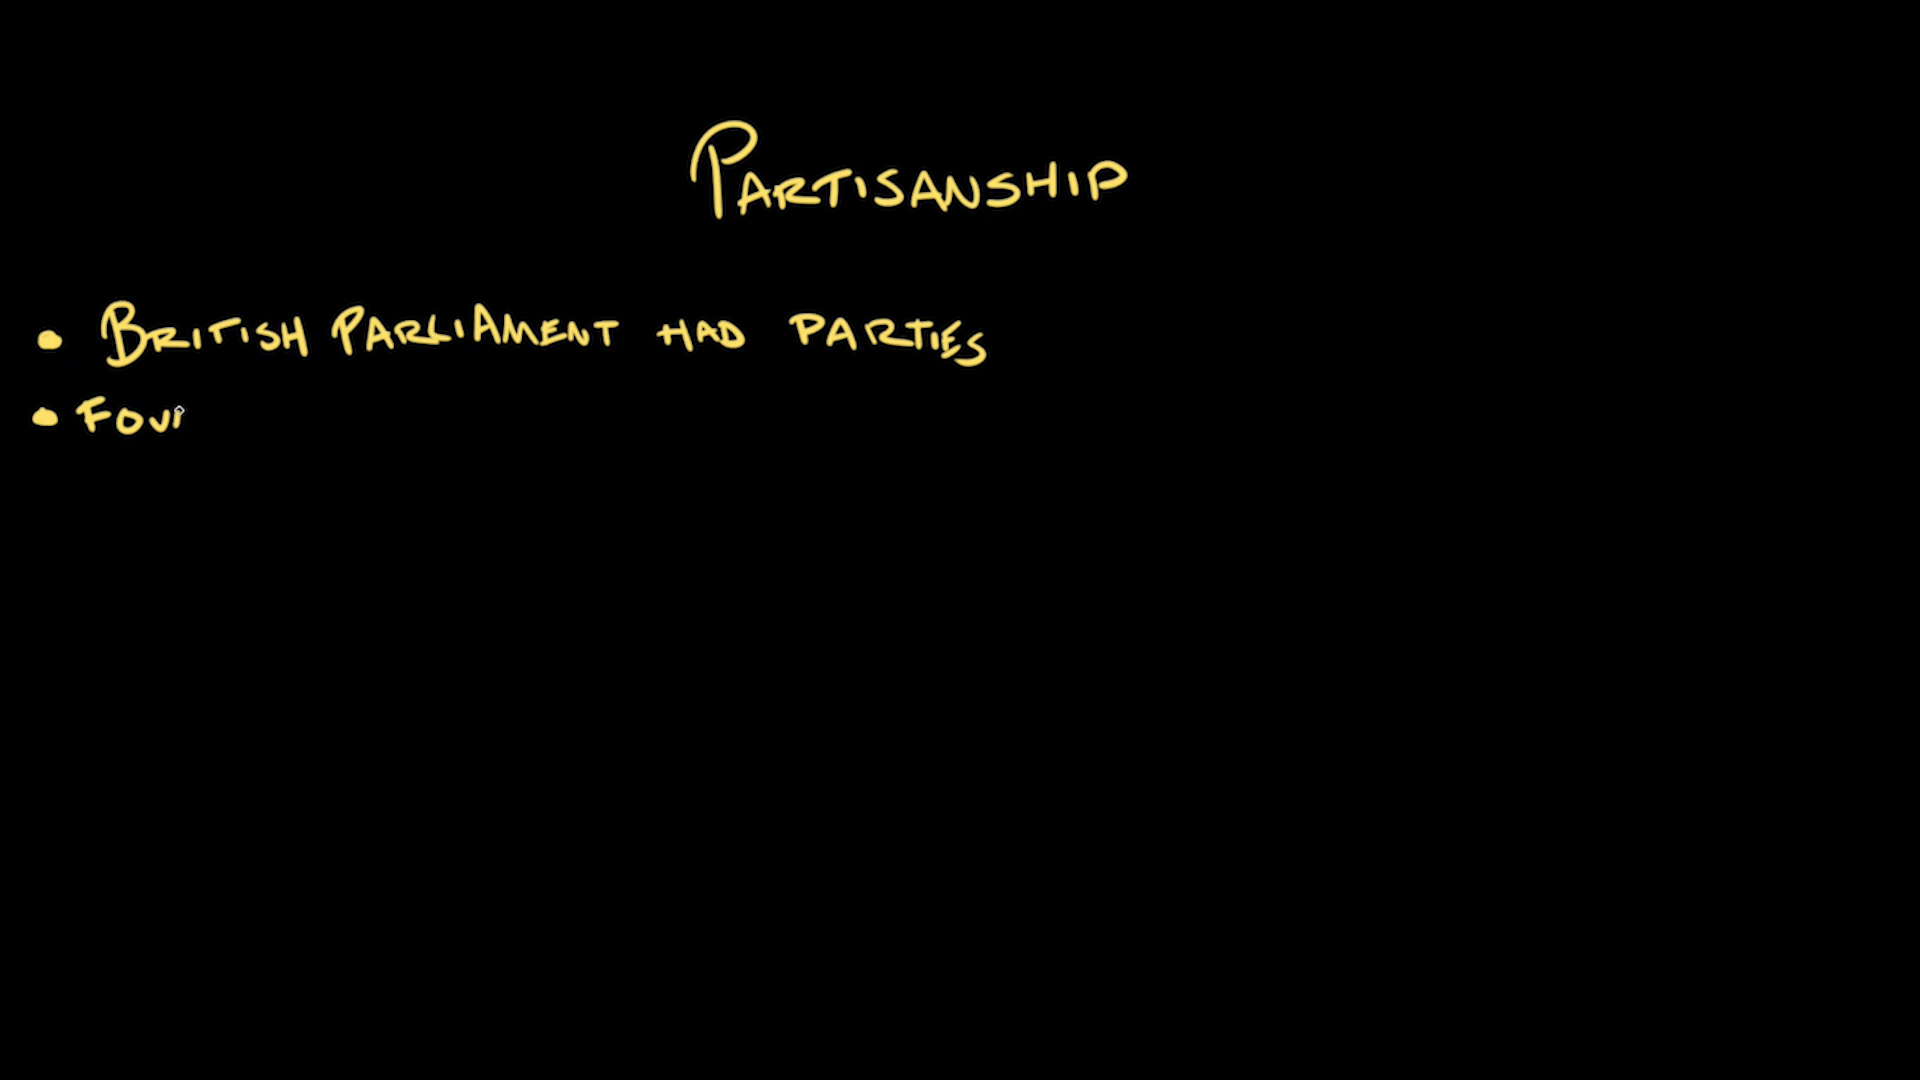 PARTISANSHIP
• BRITISH PARLIAMENT HAD PARTIES
• FOU